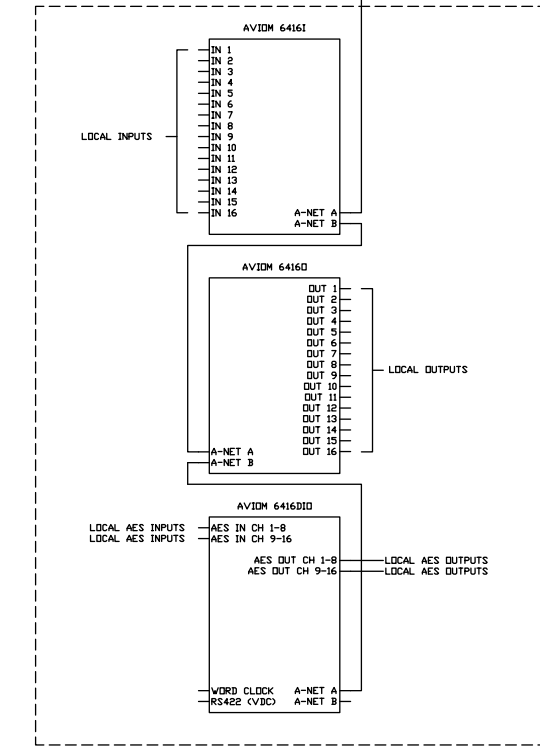 AVIOM 6416I
IN 1
IN 2
IN 3
IN 4
IN 5
IN 6
IN 7
IN 8
IN 9
IN 10
IN 11
IN 12
IN 13
IN 14
IN 15
IN 16
LOCAL INPUTS
A-NET A
A-NET B
AVIOM 6416O
OUT 1
OUT 2
OUT 3
OUT 4
OUT 5
OUT 6
OUT 7
OUT 8
OUT 9
OUT 10
OUT 11
OUT 12
OUT 13
OUT 14
OUT 15
OUT 16
LOCAL OUTPUTS
A-NET A
A-NET B
AVIOM 6416DIO
LOCAL AES INPUTS AES IN CH 1-8
LOCAL AES INPUTS AES IN CH 9-16
AES OUT CH 1-8 LOCAL AES OUTPUTS
AES OUT CH 9-16 LOCAL AES OUTPUTS
WORD CLOCK A-NET A
RS422 (VDC) A-NET B